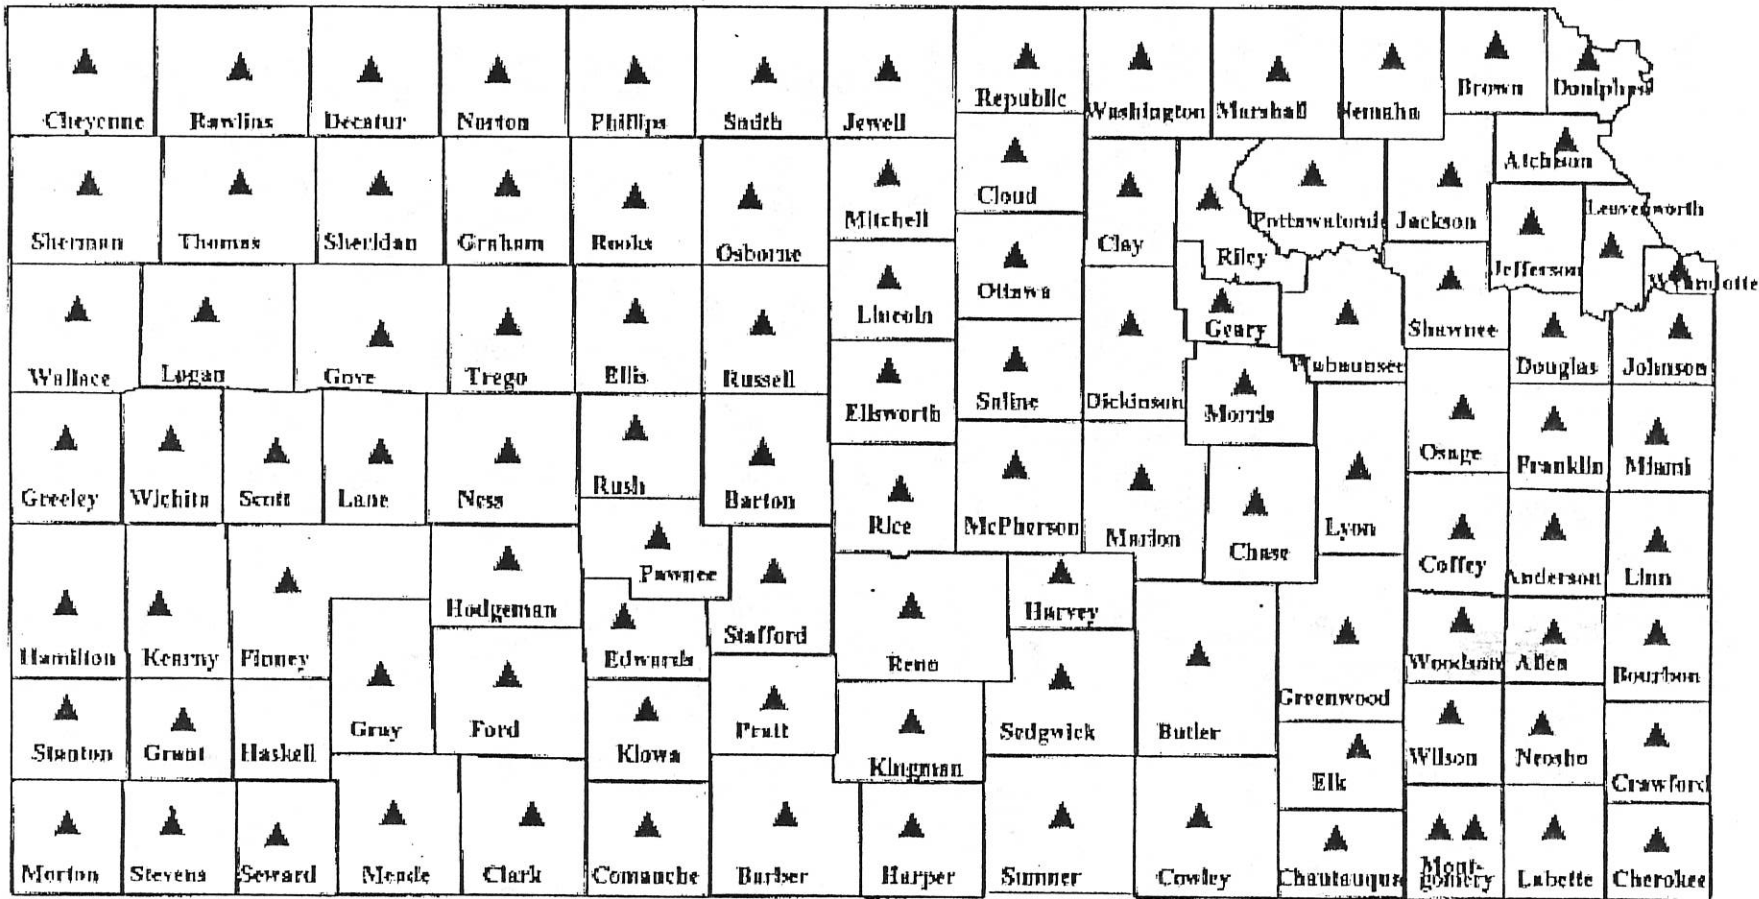 Cheyenne
Rawlins
Decatur
Norton
Phillips
Smith
Jewell
Republic
Washington
Marshall
Nemaha
Brown
Doniphan
Sherman
Thomas
Sheridan
Graham
Rooks
Osborne
Mitchell
Cloud
Clay
Riley
Pottawatomie
Jackson
Atchison
Jefferson
Leavenworth
Wyandotte
Wallace
Logan
Gove
Trego
Ellis
Russell
Lincoln
Ottawa
Ellsworth
Saline
Dickinson
Geary
Morris
Wabaunsee
Shawnee
Douglas
Johnson
Greeley
Wichita
Scott
Lane
Ness
Rush
Barton
Rice
McPherson
Marion
Chase
Lyon
Osage
Franklin
Miami
Hamilton
Kearny
Finney
Hodgeman
Pawnee
Edwards
Stafford
Reno
Harvey
Coffey
Anderson
Linn
Stanton
Grant
Haskell
Gray
Ford
Kiowa
Pratt
Kingman
Sedgwick
Butler
Greenwood
Woodson
Allen
Bourbon
Elk
Wilson
Neosho
Crawford
Morton
Stevens
Seward
Meade
Clark
Comanche
Barber
Harper
Sumner
Cowley
Chautauqua
Mont-
gomery
Labette
Cherokee